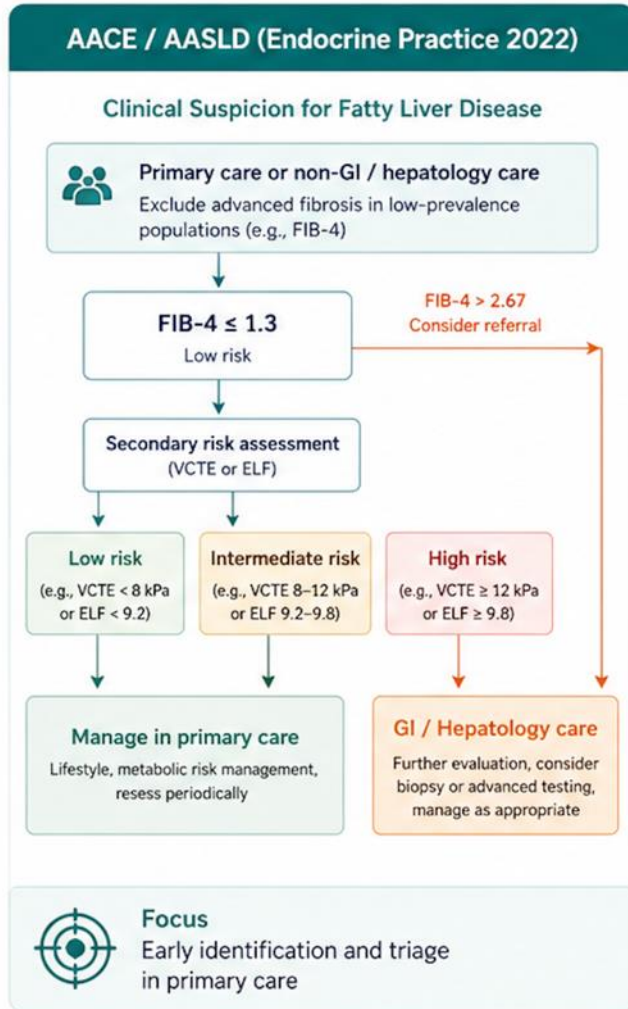 AACE / AASLD (Endocrine Practice 2022)
Clinical Suspicion for Fatty Liver Disease
Primary care or non-GI / hepatology care
Exclude advanced fibrosis in low-prevalence
populations (e.g., FIB-4)
FIB-4 ≤ 1.3
Low risk
FIB-4 > 2.67
Consider referral
Secondary risk assessment
(VCTE or ELF)
Low risk
(e.g., VCTE < 8 kPa
or ELF < 9.2)
Intermediate risk
(e.g., VCTE 8–12 kPa
or ELF 9.2–9.8)
High risk
(e.g., VCTE ≥ 12 kPa
or ELF ≥ 9.8)
Manage in primary care
Lifestyle, metabolic risk management,
resess periodically
GI / Hepatology care
Further evaluation, consider
biopsy or advanced testing,
manage as appropriate
Focus
Early identification and triage
in primary care